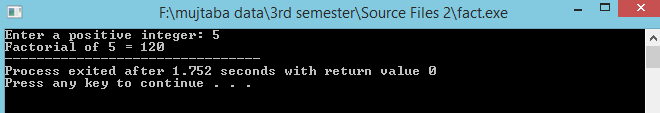 F:\mujtaba data\3rd semester\Source Files 2\fact.exe
Enter a positive integer: 5
Factorial of 5 = 120
--------------------------------
Process exited after 1.752 seconds with return value 0
Press any key to continue . . .